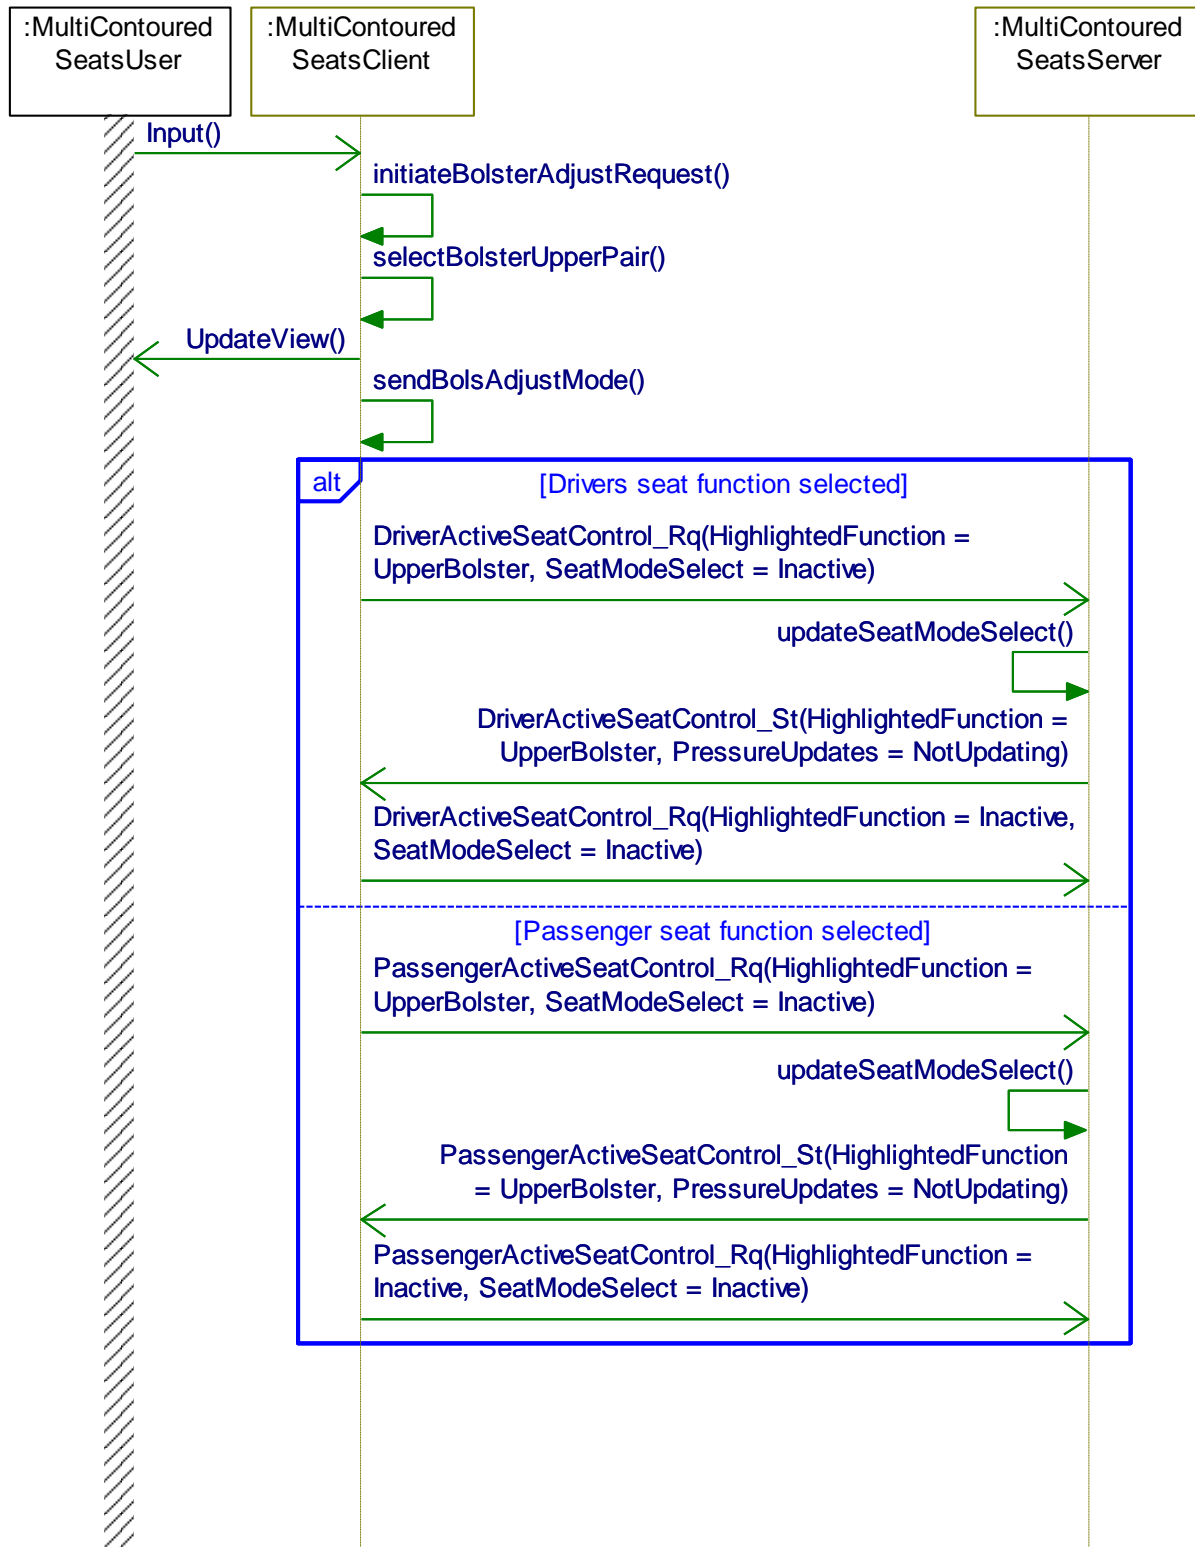 :MultiContoured
SeatsUser
:MultiContoured
SeatsClient
:MultiContoured
SeatsServer
Input()
initiateBolsterAdjustRequest()
selectBolsterUpperPair()
UpdateView()
sendBolsAdjustMode()
alt
[Drivers seat function selected]
DriverActiveSeatControl_Rq(HighlightedFunction =
UpperBolster, SeatModeSelect = Inactive)
updateSeatModeSelect()
DriverActiveSeatControl_St(HighlightedFunction =
UpperBolster, PressureUpdates = NotUpdating)
DriverActiveSeatControl_Rq(HighlightedFunction = Inactive,
SeatModeSelect = Inactive)
[Passenger seat function selected]
PassengerActiveSeatControl_Rq(HighlightedFunction =
UpperBolster, SeatModeSelect = Inactive)
updateSeatModeSelect()
PassengerActiveSeatControl_St(HighlightedFunction
= UpperBolster, PressureUpdates = NotUpdating)
PassengerActiveSeatControl_Rq(HighlightedFunction =
Inactive, SeatModeSelect = Inactive)